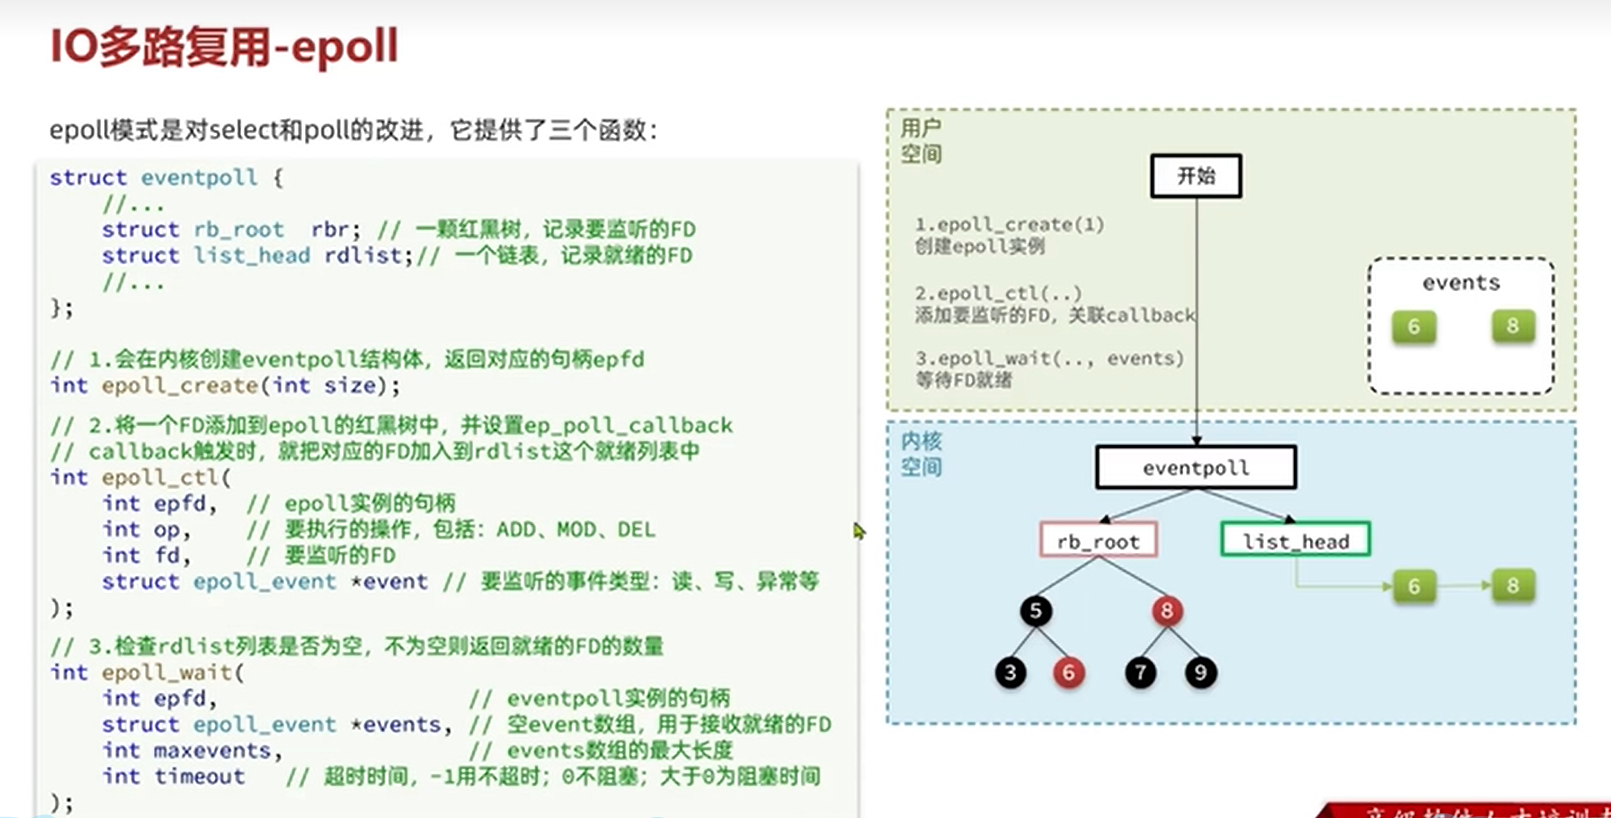 IO多路复用-epoll
epoll模式是对select和poll的改进，它提供了三个函数：
struct eventpoll {
//...
struct rb_root rbr; // 一颗红黑树，记录要监听的FD
struct list_head rdlist;// 一个链表，记录就绪的FD
//...
};
// 1.会在内核创建eventpoll结构体，返回对应的句柄epfd
int epoll_create(int size);
// 2.将一个FD添加到epoll的红黑树中，并设置ep_poll_callback
// callback触发时，就把对应的FD加入到rdlist这个就绪列表中
int epoll_ctl(
int epfd, // epoll实例的句柄
int op, // 要执行的操作，包括：ADD、MOD、DEL
int fd, // 要监听的FD
struct epoll_event *event // 要监听的事件类型：读、写、异常等
);
// 3.检查rdlist列表是否为空，不为空则返回就绪的FD的数量
int epoll_wait(
int epfd, // eventpoll实例的句柄
struct epoll_event *events, // 空event数组，用于接收就绪的FD
int maxevents, // events数组的最大长度
int timeout // 超时时间，-1用不超时；0不阻塞；大于0为阻塞时间
);
用户
空间
开始
1.epoll_create(1)
创建epoll实例
2.epoll_ctl(..)
添加要监听的FD，关联callback
3.epoll_wait(.., events)
等待FD就绪
events
6 8
内核
空间
eventpoll
rb_root list_head
6 8
5 8
3 6 7 9